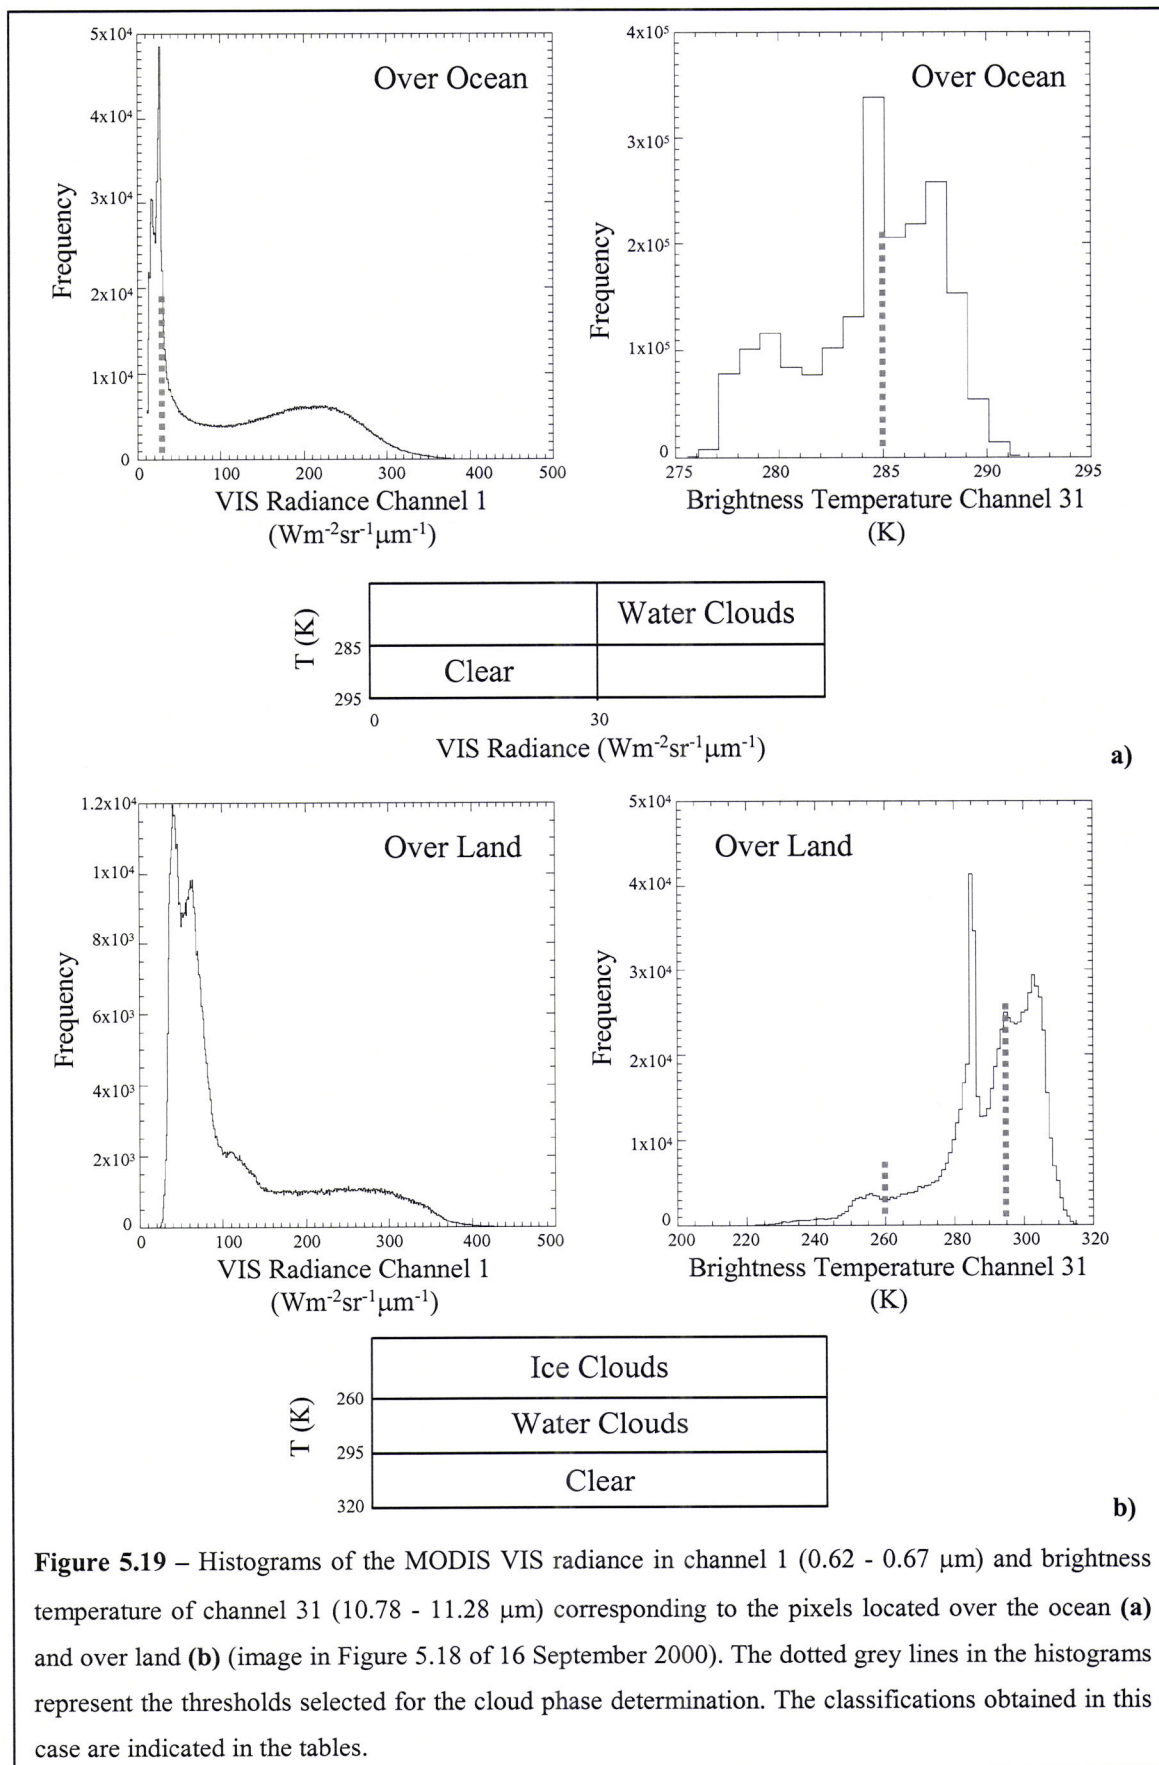 5x10⁴
4x10⁴
3x10⁴
2x10⁴
1x10⁴
0
Frequency
Over Ocean
0 100 200 300 400 500
VIS Radiance Channel 1
(Wm⁻²sr⁻¹µm⁻¹)
4x10⁵
3x10⁵
2x10⁵
1x10⁵
0
Frequency
Over Ocean
275 280 285 290 295
Brightness Temperature Channel 31
(K)
T (K)
Water Clouds
285
Clear
295
0 30
VIS Radiance (Wm⁻²sr⁻¹µm⁻¹)
a)
1.2x10⁴
1x10⁴
8x10³
6x10³
4x10³
2x10³
0
Frequency
Over Land
0 100 200 300 400 500
VIS Radiance Channel 1
(Wm⁻²sr⁻¹µm⁻¹)
5x10⁴
4x10⁴
3x10⁴
2x10⁴
1x10⁴
0
Frequency
Over Land
200 220 240 260 280 300 320
Brightness Temperature Channel 31
(K)
T (K)
Ice Clouds
260
Water Clouds
295
Clear
320
b)
Figure 5.19 – Histograms of the MODIS VIS radiance in channel 1 (0.62 - 0.67 µm) and brightness
temperature of channel 31 (10.78 - 11.28 µm) corresponding to the pixels located over the ocean (a)
and over land (b) (image in Figure 5.18 of 16 September 2000). The dotted grey lines in the histograms
represent the thresholds selected for the cloud phase determination. The classifications obtained in this
case are indicated in the tables.